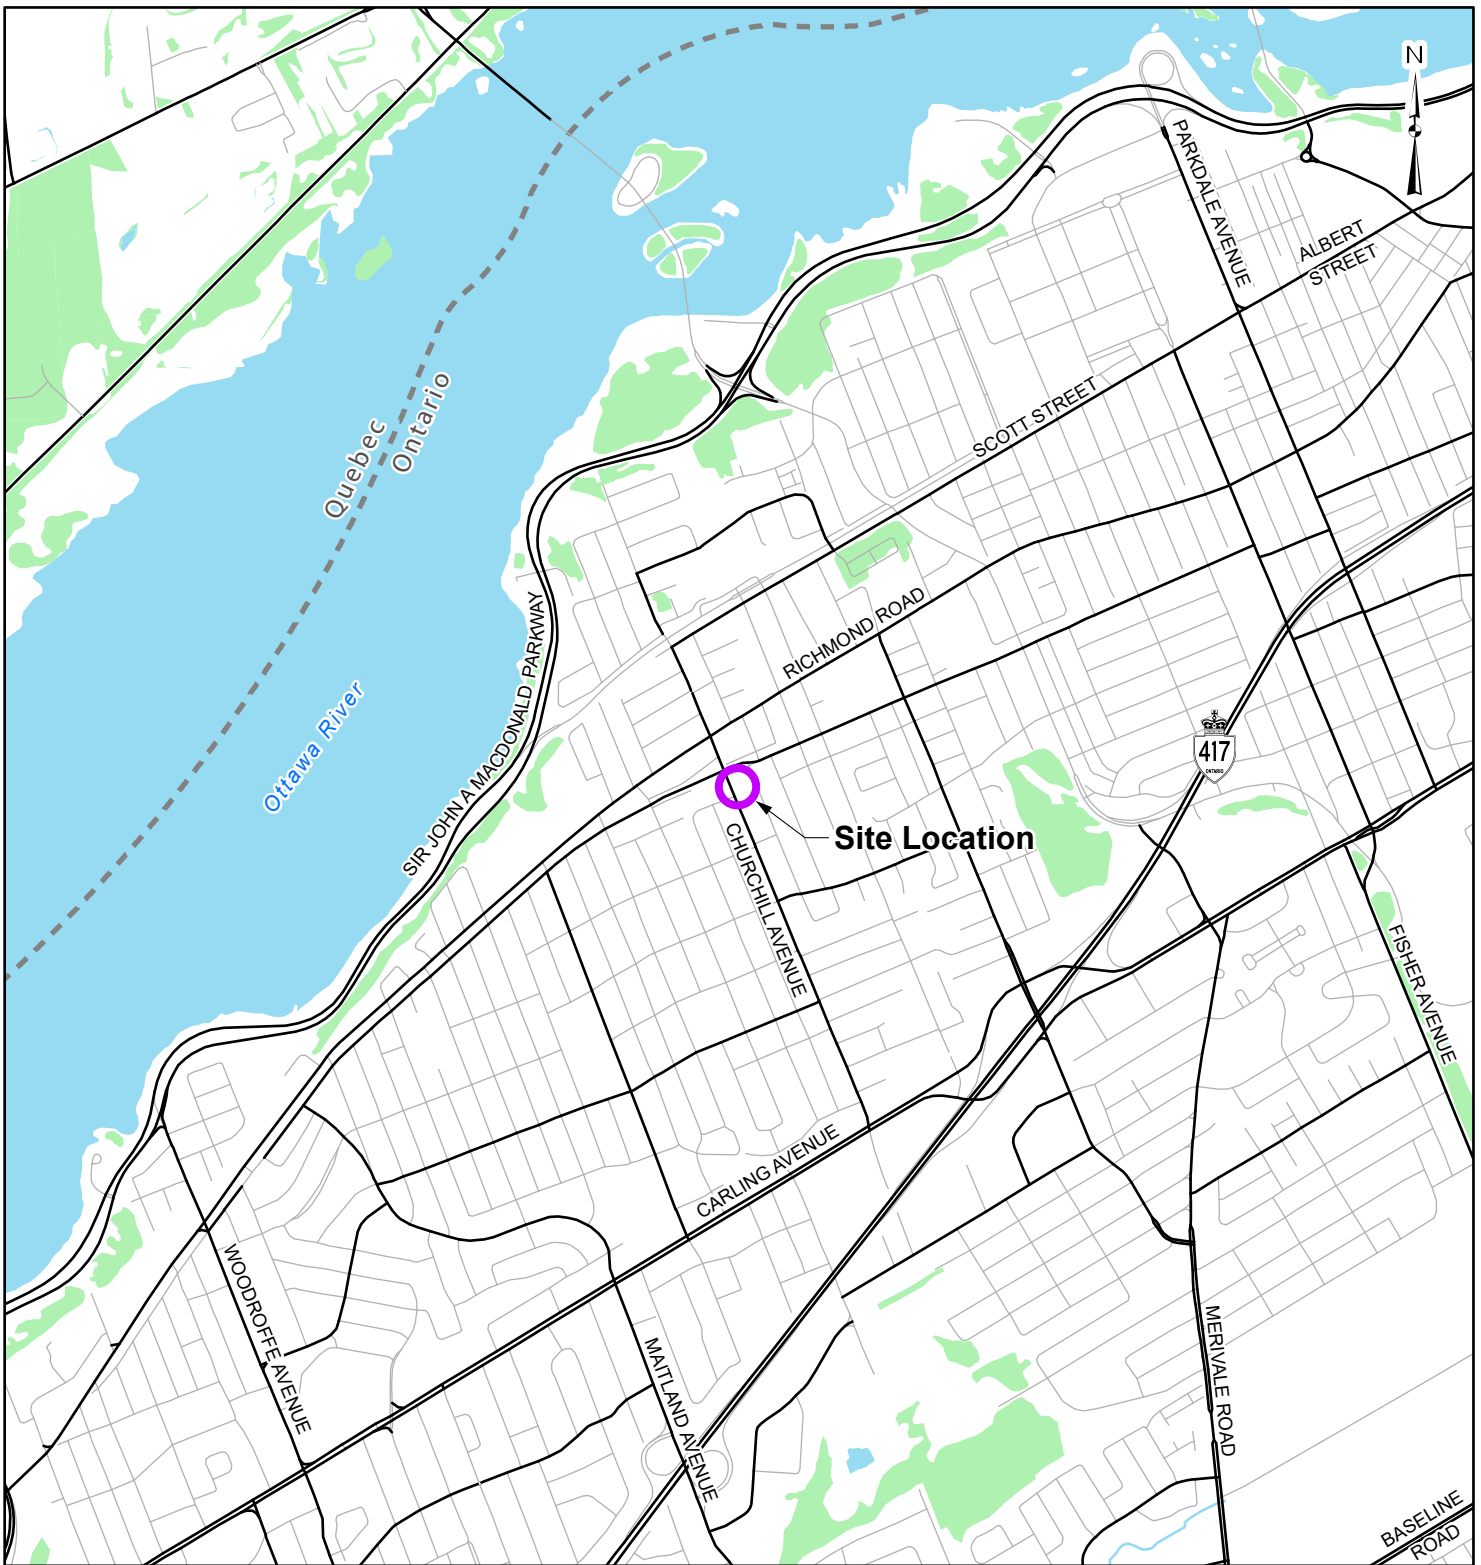 N
PARKDALE AVENUE
ALBERT
STREET
SCOTT STREET
Quebec
Ontario
RICHMOND ROAD
SIR JOHN A MACDONALD PARKWAY
Ottawa River
417
ONTARIO
Site Location
CHURCHILL AVENUE
FISHER AVENUE
CARLING AVENUE
WOODROFFE AVENUE
MAITLAND AVENUE
MERIVALE ROAD
BASELINE
ROAD